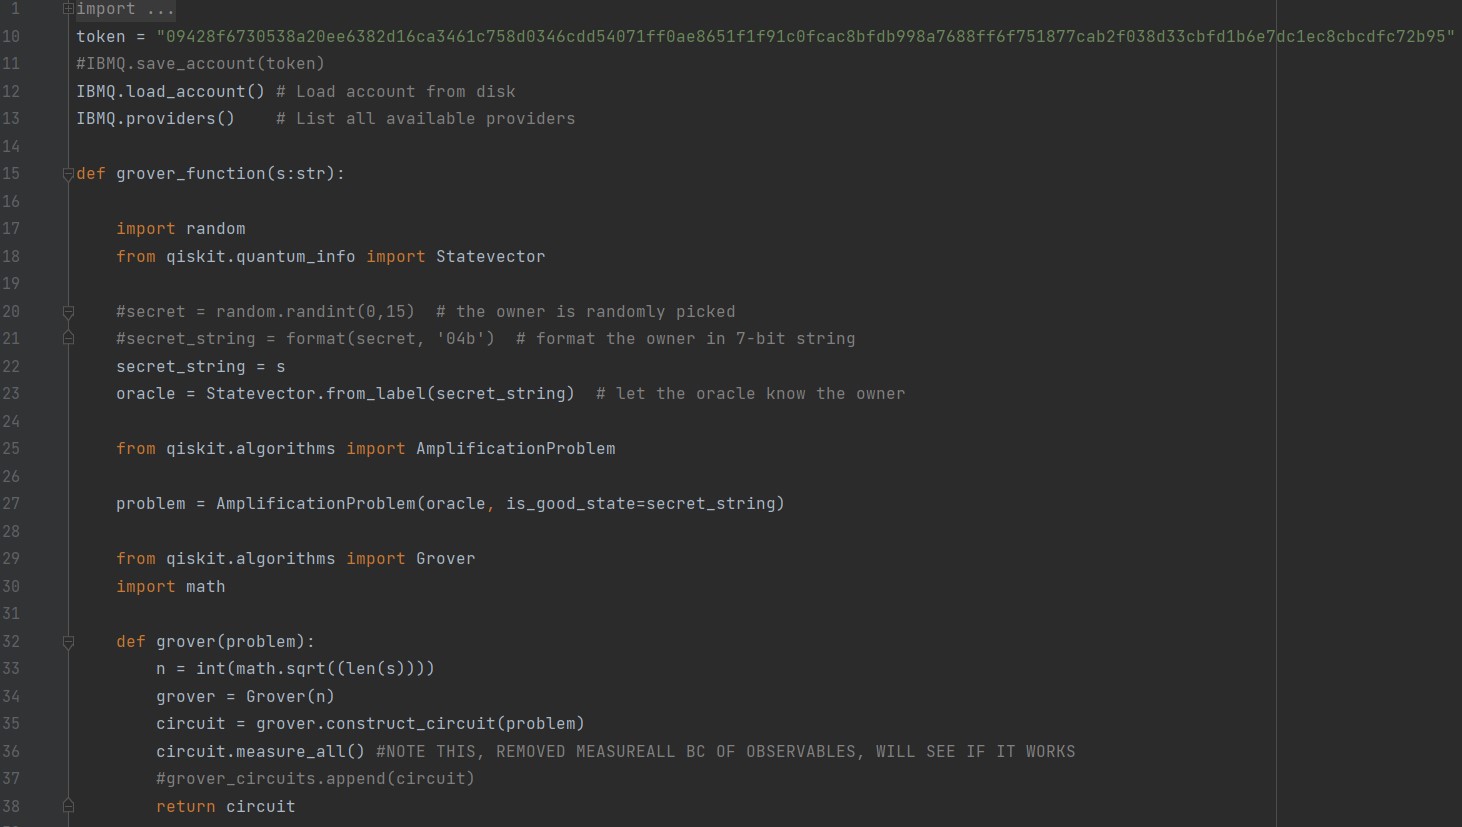 1 import ...
10 token = "09428f6730538a20ee6382d16ca3461c758d0346cdd54071ff0ae8651f1f91c0fcac8bfdb998a7688ff6f751877cab2f038d33cbfd1b6e7dc1ec8cbcdfc72b95"
11 #IBMQ.save_account(token)
12 IBMQ.load_account() # Load account from disk
13 IBMQ.providers()    # List all available providers
14
15 def grover_function(s:str):
16
17     import random
18     from qiskit.quantum_info import Statevector
19
20     #secret = random.randint(0,15)  # the owner is randomly picked
21     #secret_string = format(secret, '04b')  # format the owner in 7-bit string
22     secret_string = s
23     oracle = Statevector.from_label(secret_string)  # let the oracle know the owner
24
25     from qiskit.algorithms import AmplificationProblem
26
27     problem = AmplificationProblem(oracle, is_good_state=secret_string)
28
29     from qiskit.algorithms import Grover
30     import math
31
32     def grover(problem):
33         n = int(math.sqrt((len(s))))
34         grover = Grover(n)
35         circuit = grover.construct_circuit(problem)
36         circuit.measure_all() #NOTE THIS, REMOVED MEASUREALL BC OF OBSERVABLES, WILL SEE IF IT WORKS
37         #grover_circuits.append(circuit)
38         return circuit